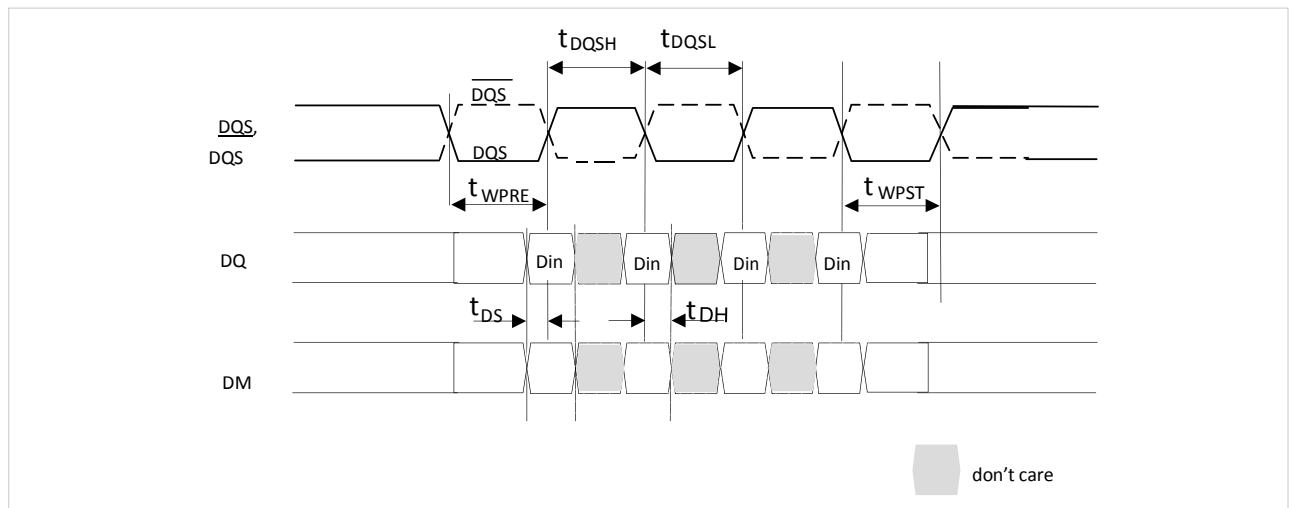 tDQSH
tDQSL
DQS
DQS,
DQS
DQS
tWPRE
tWPST
DQ
Din
Din
Din
Din
tDS
tDH
DM
don't care